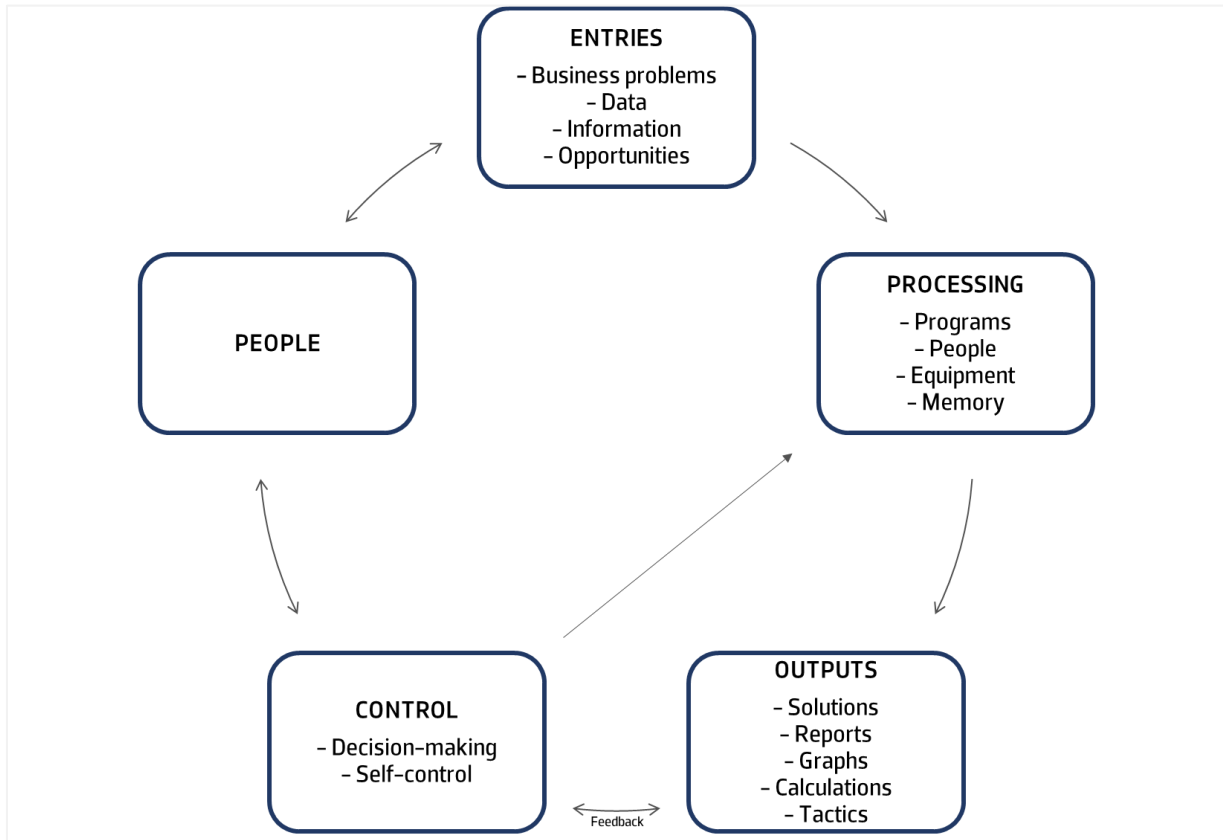 ENTRIES
– Business problems
– Data
– Information
– Opportunities
PEOPLE
PROCESSING
– Programs
– People
– Equipment
– Memory
CONTROL
– Decision-making
– Self-control
OUTPUTS
– Solutions
– Reports
– Graphs
– Calculations
– Tactics
Feedback